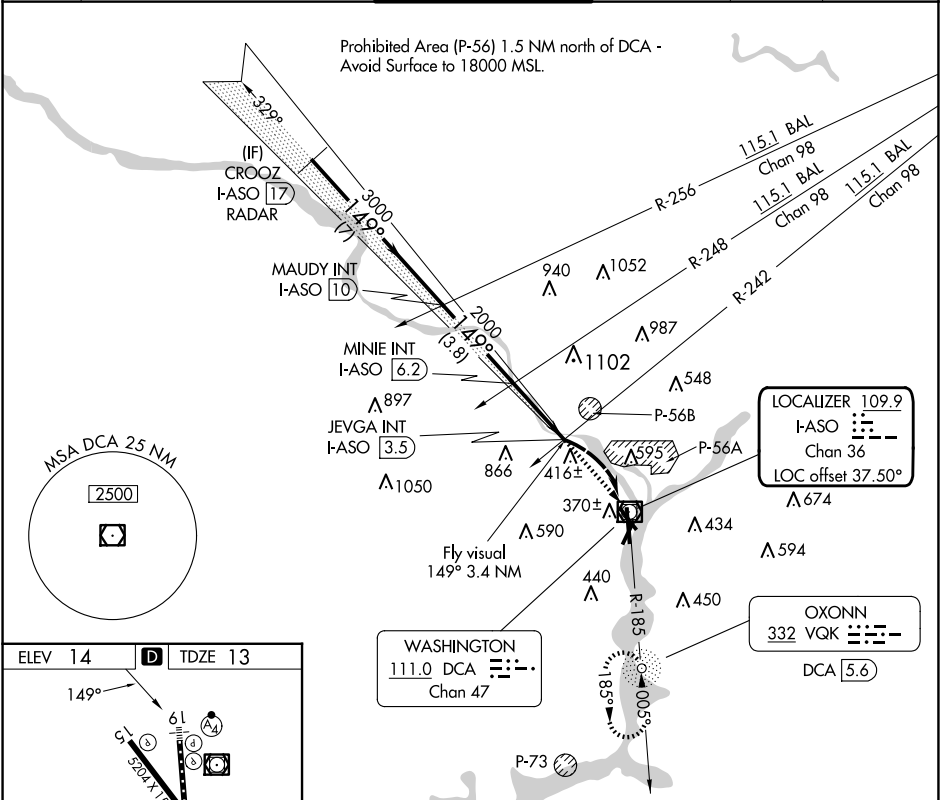 Prohibited Area (P-56) 1.5 NM north of DCA -
Avoid Surface to 18000 MSL.
329°
(IF)
CROOZ
I-ASO 17
RADAR
3000
149°
(7)
115.1 BAL
Chan 98
R-256
115.1 BAL
Chan 98
R-248
115.1 BAL
Chan 98
R-242
MAUDY INT
I-ASO 10
940
1052
2000
149°
(3.8)
987
1102
MINIE INT
I-ASO 6.2
548
897
P-56B
JEVGA INT
I-ASO 3.5
LOCALIZER 109.9
I-ASO
Chan 36
LOC offset 37.50°
P-56A
595
866
416±
MSA DCA 25 NM
2500
1050
370±
674
434
590
594
Fly visual
149° 3.4 NM
440
450
R-185
WASHINGTON
111.0 DCA
Chan 47
OXONN
332 VQK
DCA 5.6
185°
005°
P-73
ELEV 14
D
TDZE 13
149°
19
A4
15
P
P
P
5204 X 15